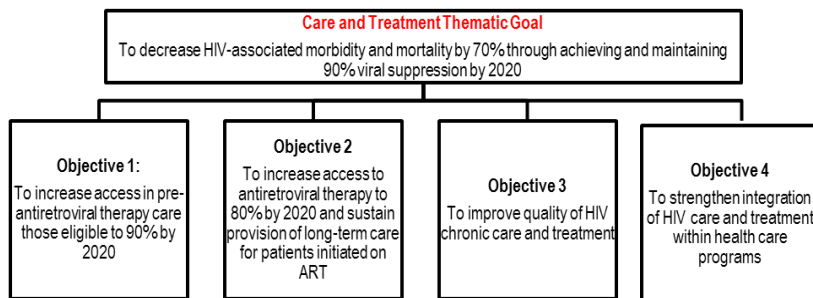 Care and Treatment Thematic Goal
To decrease HIV-associated morbidity and mortality by 70% through achieving and maintaining
90% viral suppression by 2020
Objective 1:
To increase access in pre-
antiretroviral therapy care
those eligible to 90% by
2020
Objective 2
To increase access to
antiretroviral therapy to
80% by 2020 and sustain
provision of long-term care
for patients initiated on
ART
Objective 3
To improve quality of HIV
chronic care and treatment
Objective 4
To strengthen integration
of HIV care and treatment
within health care
programs